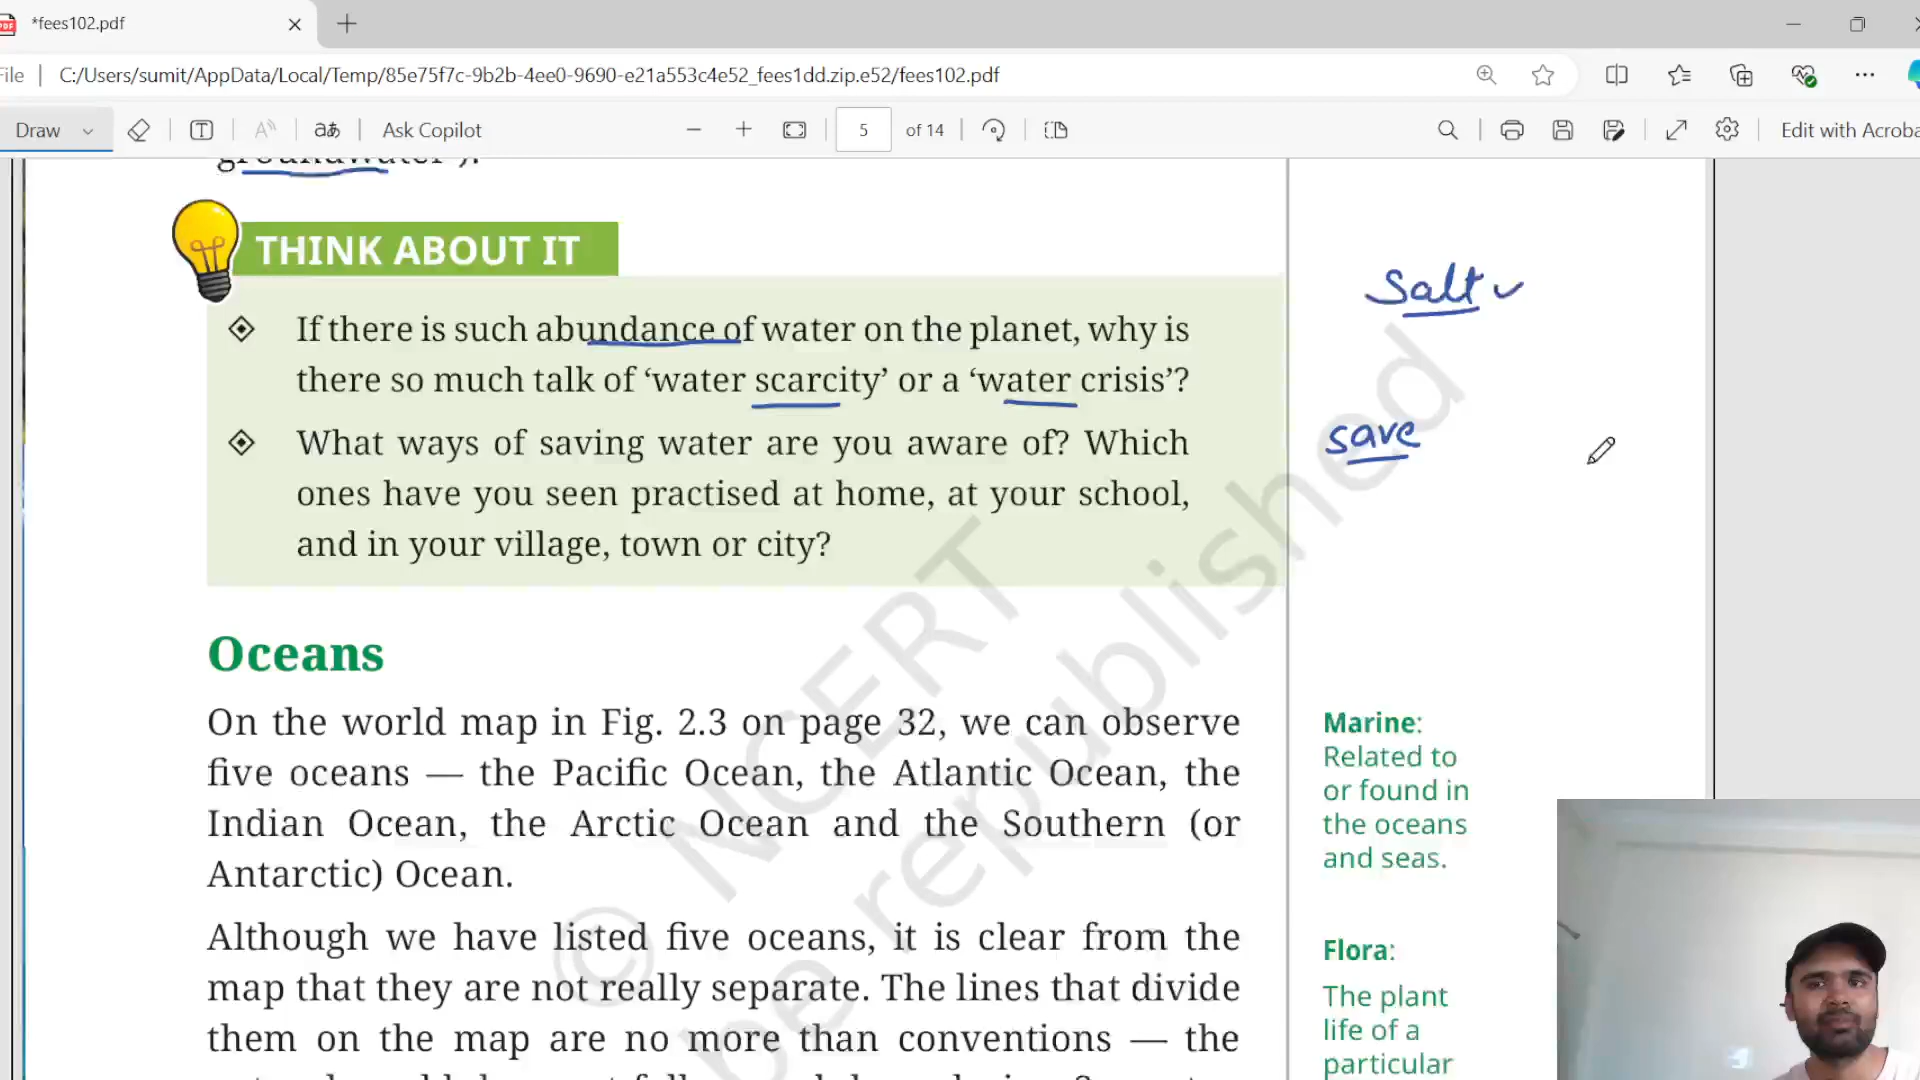 *fees102.pdf
File
C:/Users/sumit/AppData/Local/Temp/85e75f7c-9b2b-4ee0-9690-e21a553c4e52_fees1dd.zip.e52/fees102.pdf
Draw
aあ
Ask Copilot
5 of 14
Edit with Acroba
groundwater').
THINK ABOUT IT
If there is such abundance of water on the planet, why is
there so much talk of ‘water scarcity’ or a ‘water crisis’?
What ways of saving water are you aware of? Which
ones have you seen practised at home, at your school,
and in your village, town or city?
Salt
save
Oceans
On the world map in Fig. 2.3 on page 32, we can observe
five oceans — the Pacific Ocean, the Atlantic Ocean, the
Indian Ocean, the Arctic Ocean and the Southern (or
Antarctic) Ocean.
Although we have listed five oceans, it is clear from the
map that they are not really separate. The lines that divide
them on the map are no more than conventions — the
Marine:
Related to
or found in
the oceans
and seas.
Flora:
The plant
life of a
particular
© NCERT
be republished